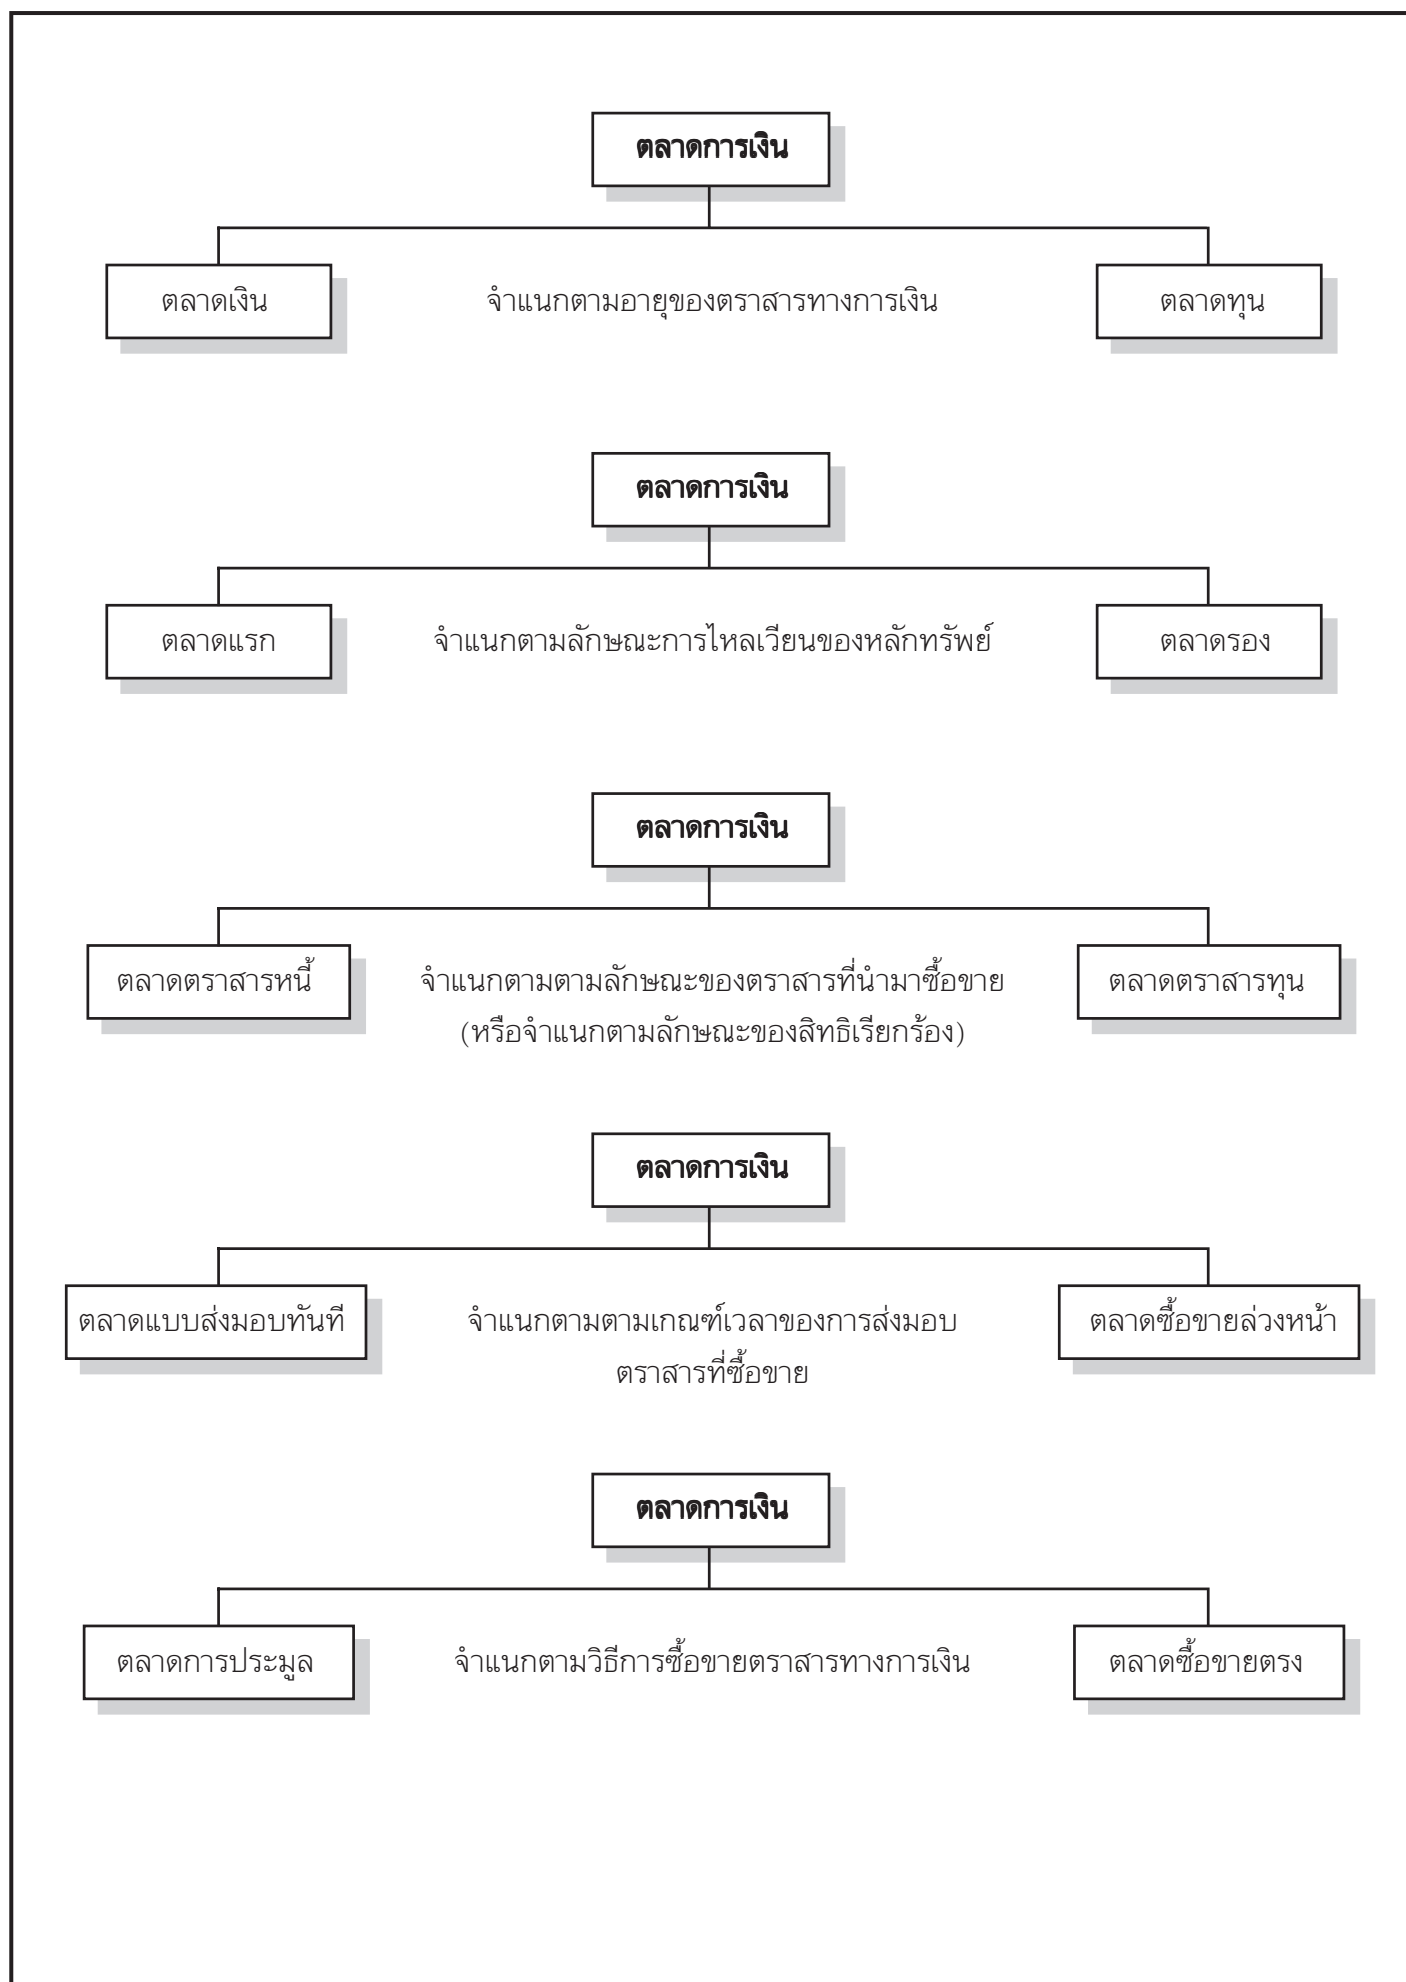 ตลาดการเงิน
ตลาดเงิน จำแนกตามอายุของตราสารทางการเงิน ตลาดทุน
ตลาดการเงิน
ตลาดแรก จำแนกตามลักษณะการไหลเวียนของหลักทรัพย์ ตลาดรอง
ตลาดการเงิน
ตลาดตราสารหนี้ จำแนกตามตามลักษณะของตราสารที่นำมาซื้อขาย ตลาดตราสารทุน
(หรือจำแนกตามลักษณะของสิทธิเรียกร้อง)
ตลาดการเงิน
ตลาดแบบส่งมอบทันที จำแนกตามตามเกณฑ์เวลาของการส่งมอบ ตลาดซื้อขายล่วงหน้า
ตราสารที่ซื้อขาย
ตลาดการเงิน
ตลาดการประมูล จำแนกตามวิธีการซื้อขายตราสารทางการเงิน ตลาดซื้อขายตรง